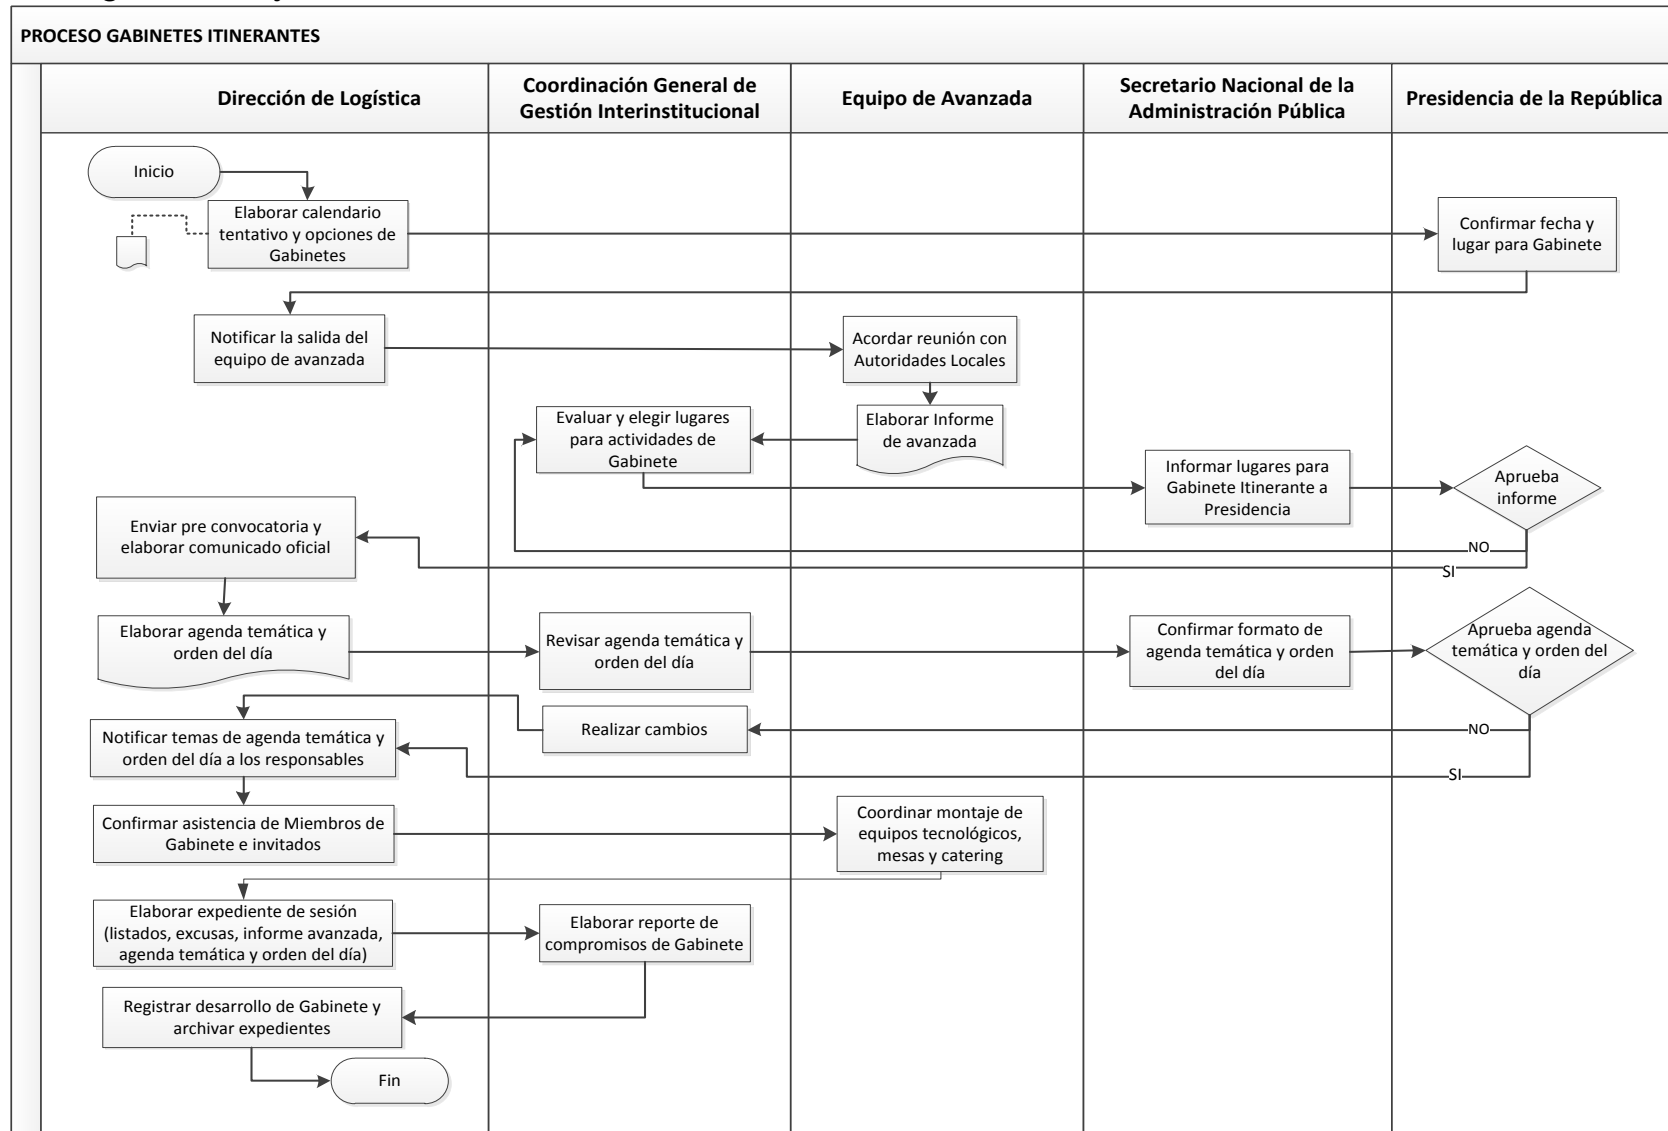 PROCESO GABINETES ITINERANTES
Dirección de Logística
Coordinación General de
Gestión Interinstitucional
Equipo de Avanzada
Secretario Nacional de la
Administración Pública
Presidencia de la República
Inicio
Elaborar calendario
tentativo y opciones de
Gabinetes
Confirmar fecha y
lugar para Gabinete
Notificar la salida del
equipo de avanzada
Acordar reunión con
Autoridades Locales
Evaluar y elegir lugares
para actividades de
Gabinete
Elaborar Informe
de avanzada
Informar lugares para
Gabinete Itinerante a
Presidencia
Aprueba
informe
NO
SI
Enviar pre convocatoria y
elaborar comunicado oficial
Elaborar agenda temática y
orden del día
Revisar agenda temática y
orden del día
Confirmar formato de
agenda temática y orden
del día
Aprueba agenda
temática y orden del
día
NO
SI
Realizar cambios
Notificar temas de agenda temática y
orden del día a los responsables
Confirmar asistencia de Miembros de
Gabinete e invitados
Coordinar montaje de
equipos tecnológicos,
mesas y catering
Elaborar expediente de sesión
(listados, excusas, informe avanzada,
agenda temática y orden del día)
Elaborar reporte de
compromisos de Gabinete
Registrar desarrollo de Gabinete y
archivar expedientes
Fin